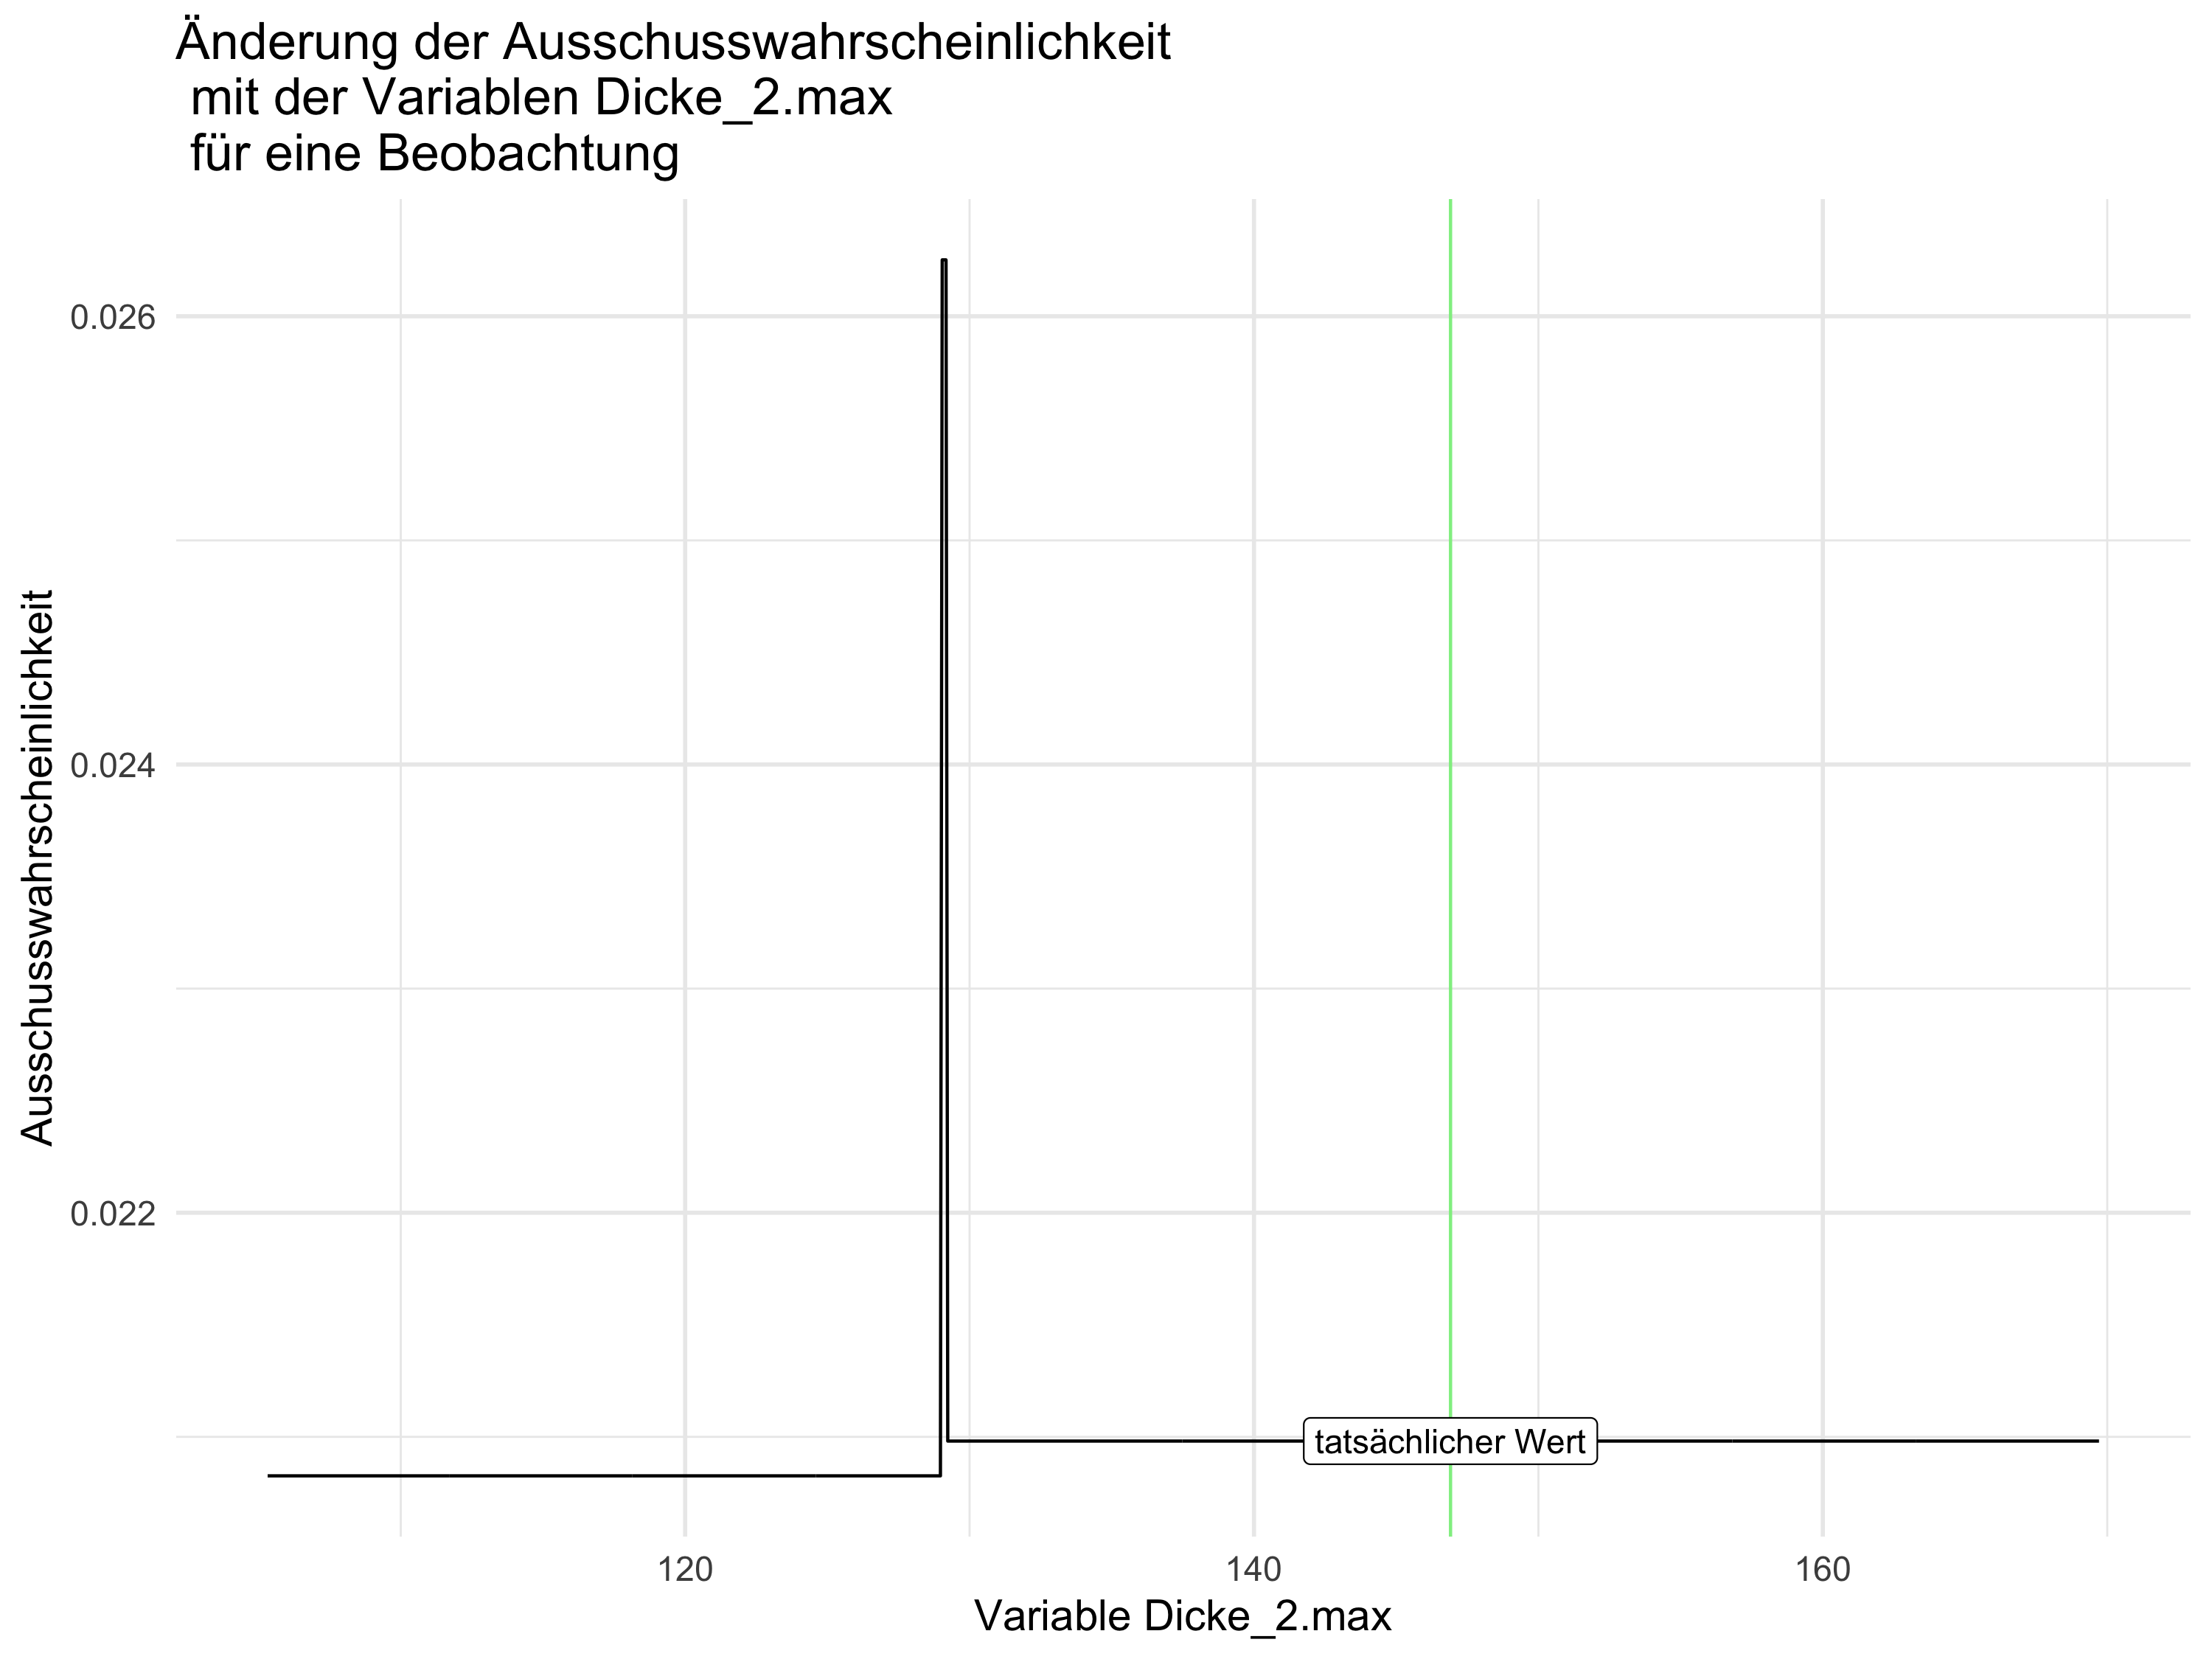 Änderung der Ausschusswahrscheinlichkeit
mit der Variablen Dicke_2.max
für eine Beobachtung
Ausschusswahrscheinlichkeit
0.026
0.024
0.022
tatsächlicher Wert
120
140
160
Variable Dicke_2.max